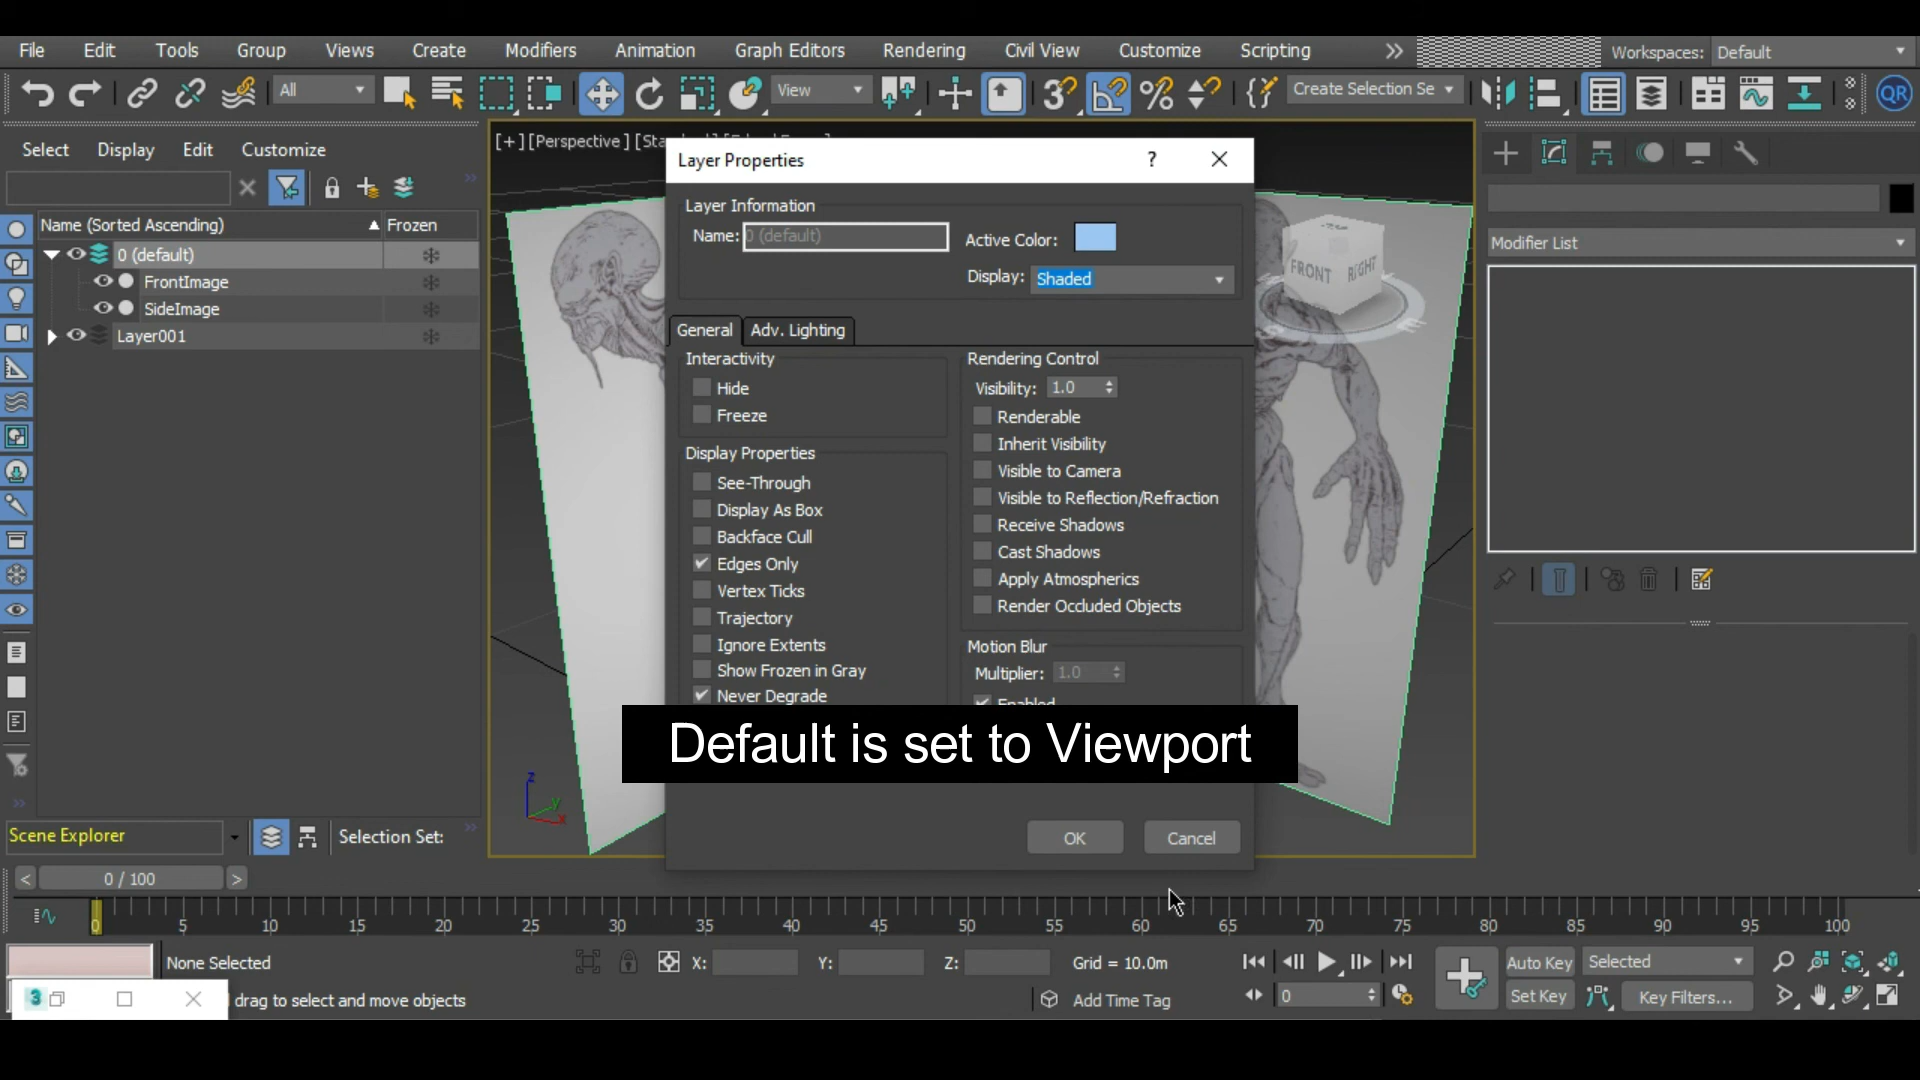 File Edit Tools Group Views Create Modifiers Animation Graph Editors Rendering Civil View Customize Scripting Workspaces: Default
All View 3 Create Selection Se QR
Select Display Edit Customize
Name (Sorted Ascending) Frozen
0 (default)
FrontImage
SideImage
Layer001
[+] [Perspective]
Layer Properties ?
Layer Information
Name: 0 (default)
Active Color:
Display: Shaded
General Adv. Lighting
Interactivity
Hide
Freeze
Display Properties
See-Through
Display As Box
Backface Cull
Edges Only
Vertex Ticks
Trajectory
Ignore Extents
Show Frozen in Gray
Never Degrade
Rendering Control
Visibility: 1.0
Renderable
Inherit Visibility
Visible to Camera
Visible to Reflection/Refraction
Receive Shadows
Cast Shadows
Apply Atmospherics
Render Occluded Objects
Motion Blur
Multiplier: 1.0
Enabled
Default is set to Viewport
OK Cancel
FRONT RIGHT
z
y
x
Modifier List
Scene Explorer Selection Set:
< 0 / 100 >
0 5 10 15 20 25 30 35 40 45 50 55 60 65 70 75 80 85 90 95 100
None Selected X: Y: Z: Grid = 10.0m Auto Key Selected
3 drag to select and move objects Add Time Tag 0 Set Key Key Filters...